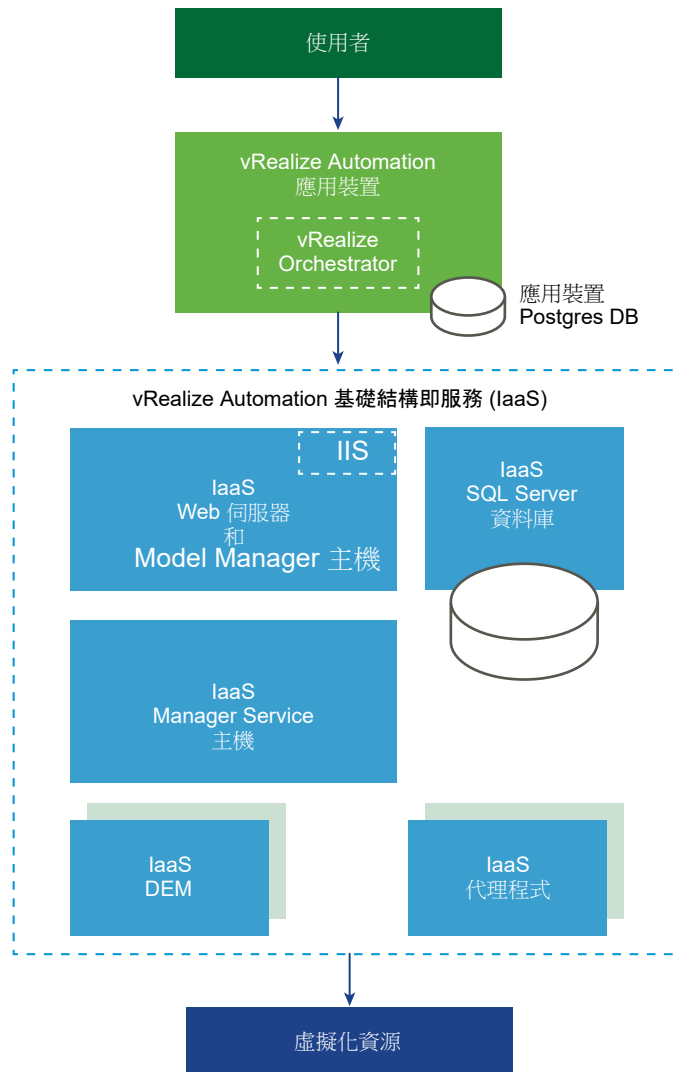 使用者
vRealize Automation
應用裝置
vRealize
Orchestrator
應用裝置
Postgres DB
vRealize Automation 基礎結構即服務 (IaaS)
IIS
IaaS
Web 伺服器
和
Model Manager 主機
IaaS
SQL Server
資料庫
IaaS
Manager Service
主機
IaaS
DEM
IaaS
代理程式
虛擬化資源